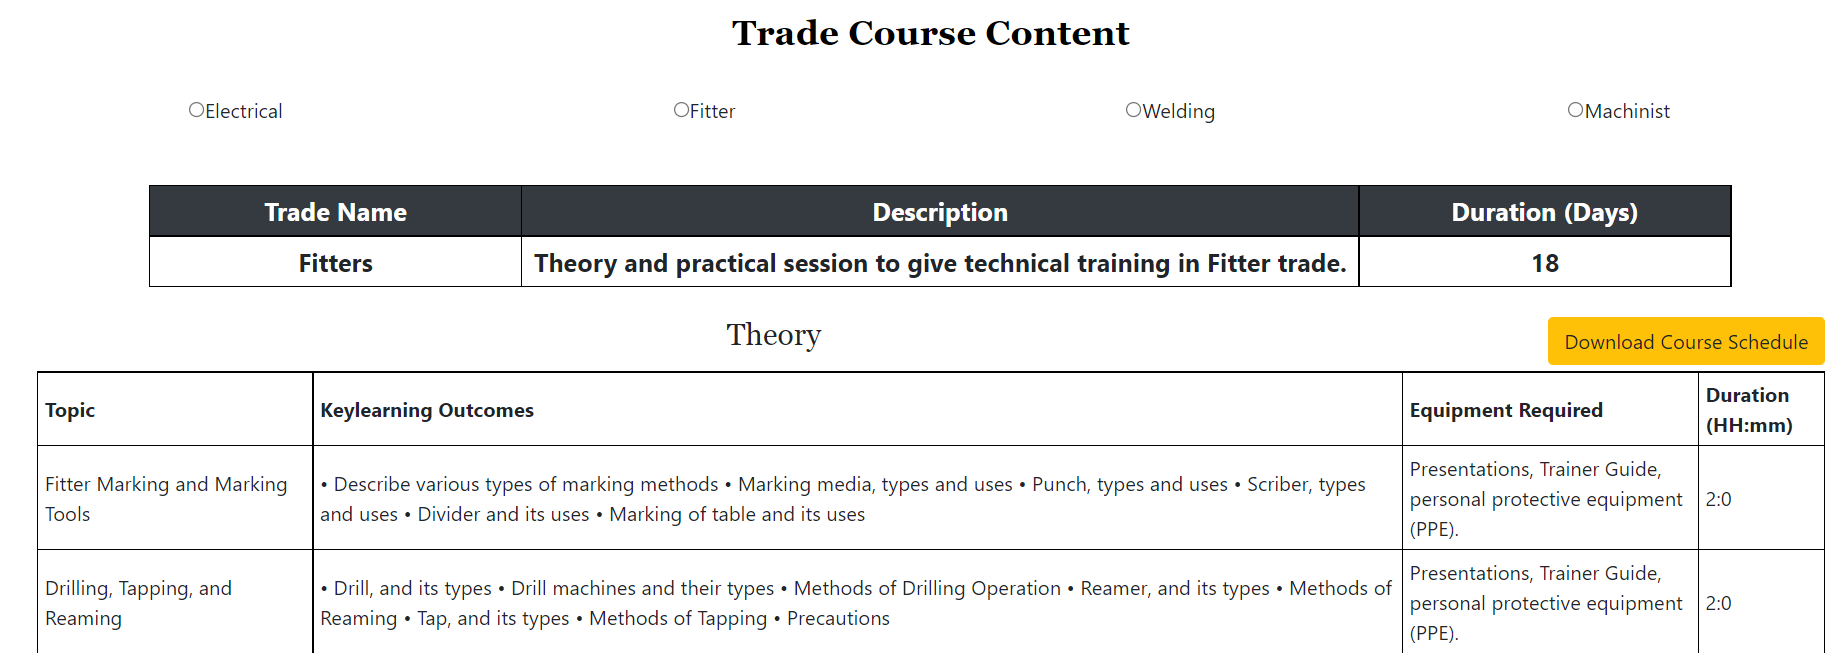 Trade Course Content
Electrical
Fitter
Welding
Machinist
Trade Name Description Duration (Days)
Fitters Theory and practical session to give technical training in Fitter trade. 18
Theory
Download Course Schedule
Topic
Keylearning Outcomes
Equipment Required
Duration
(HH:mm)
Fitter Marking and Marking
Tools
• Describe various types of marking methods • Marking media, types and uses • Punch, types and uses • Scriber, types
and uses • Divider and its uses • Marking of table and its uses
Presentations, Trainer Guide,
personal protective equipment
(PPE).
2:0
Drilling, Tapping, and
Reaming
• Drill, and its types • Drill machines and their types • Methods of Drilling Operation • Reamer, and its types • Methods of
Reaming • Tap, and its types • Methods of Tapping • Precautions
Presentations, Trainer Guide,
personal protective equipment
(PPE).
2:0